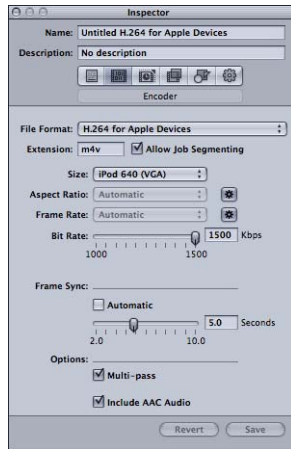 Inspector
Name: Untitled H.264 for Apple Devices
Description: No description
Encoder
File Format: H.264 for Apple Devices
Extension: m4v Allow Job Segmenting
Size: iPod 640 (VGA)
Aspect Ratio: Automatic
Frame Rate: Automatic
Bit Rate: 1500 Kbps
1000 1500
Frame Sync:
Automatic
5.0 Seconds
2.0 10.0
Options:
Multi-pass
Include AAC Audio
Revert Save